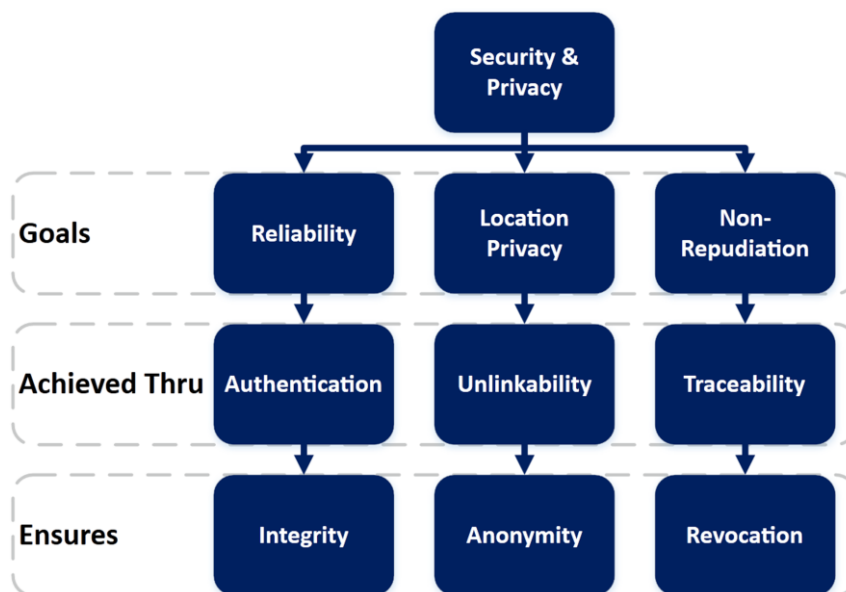 Security &
Privacy
Goals
Reliability
Location
Privacy
Non-
Repudiation
Achieved Thru
Authentication
Unlinkability
Traceability
Ensures
Integrity
Anonymity
Revocation